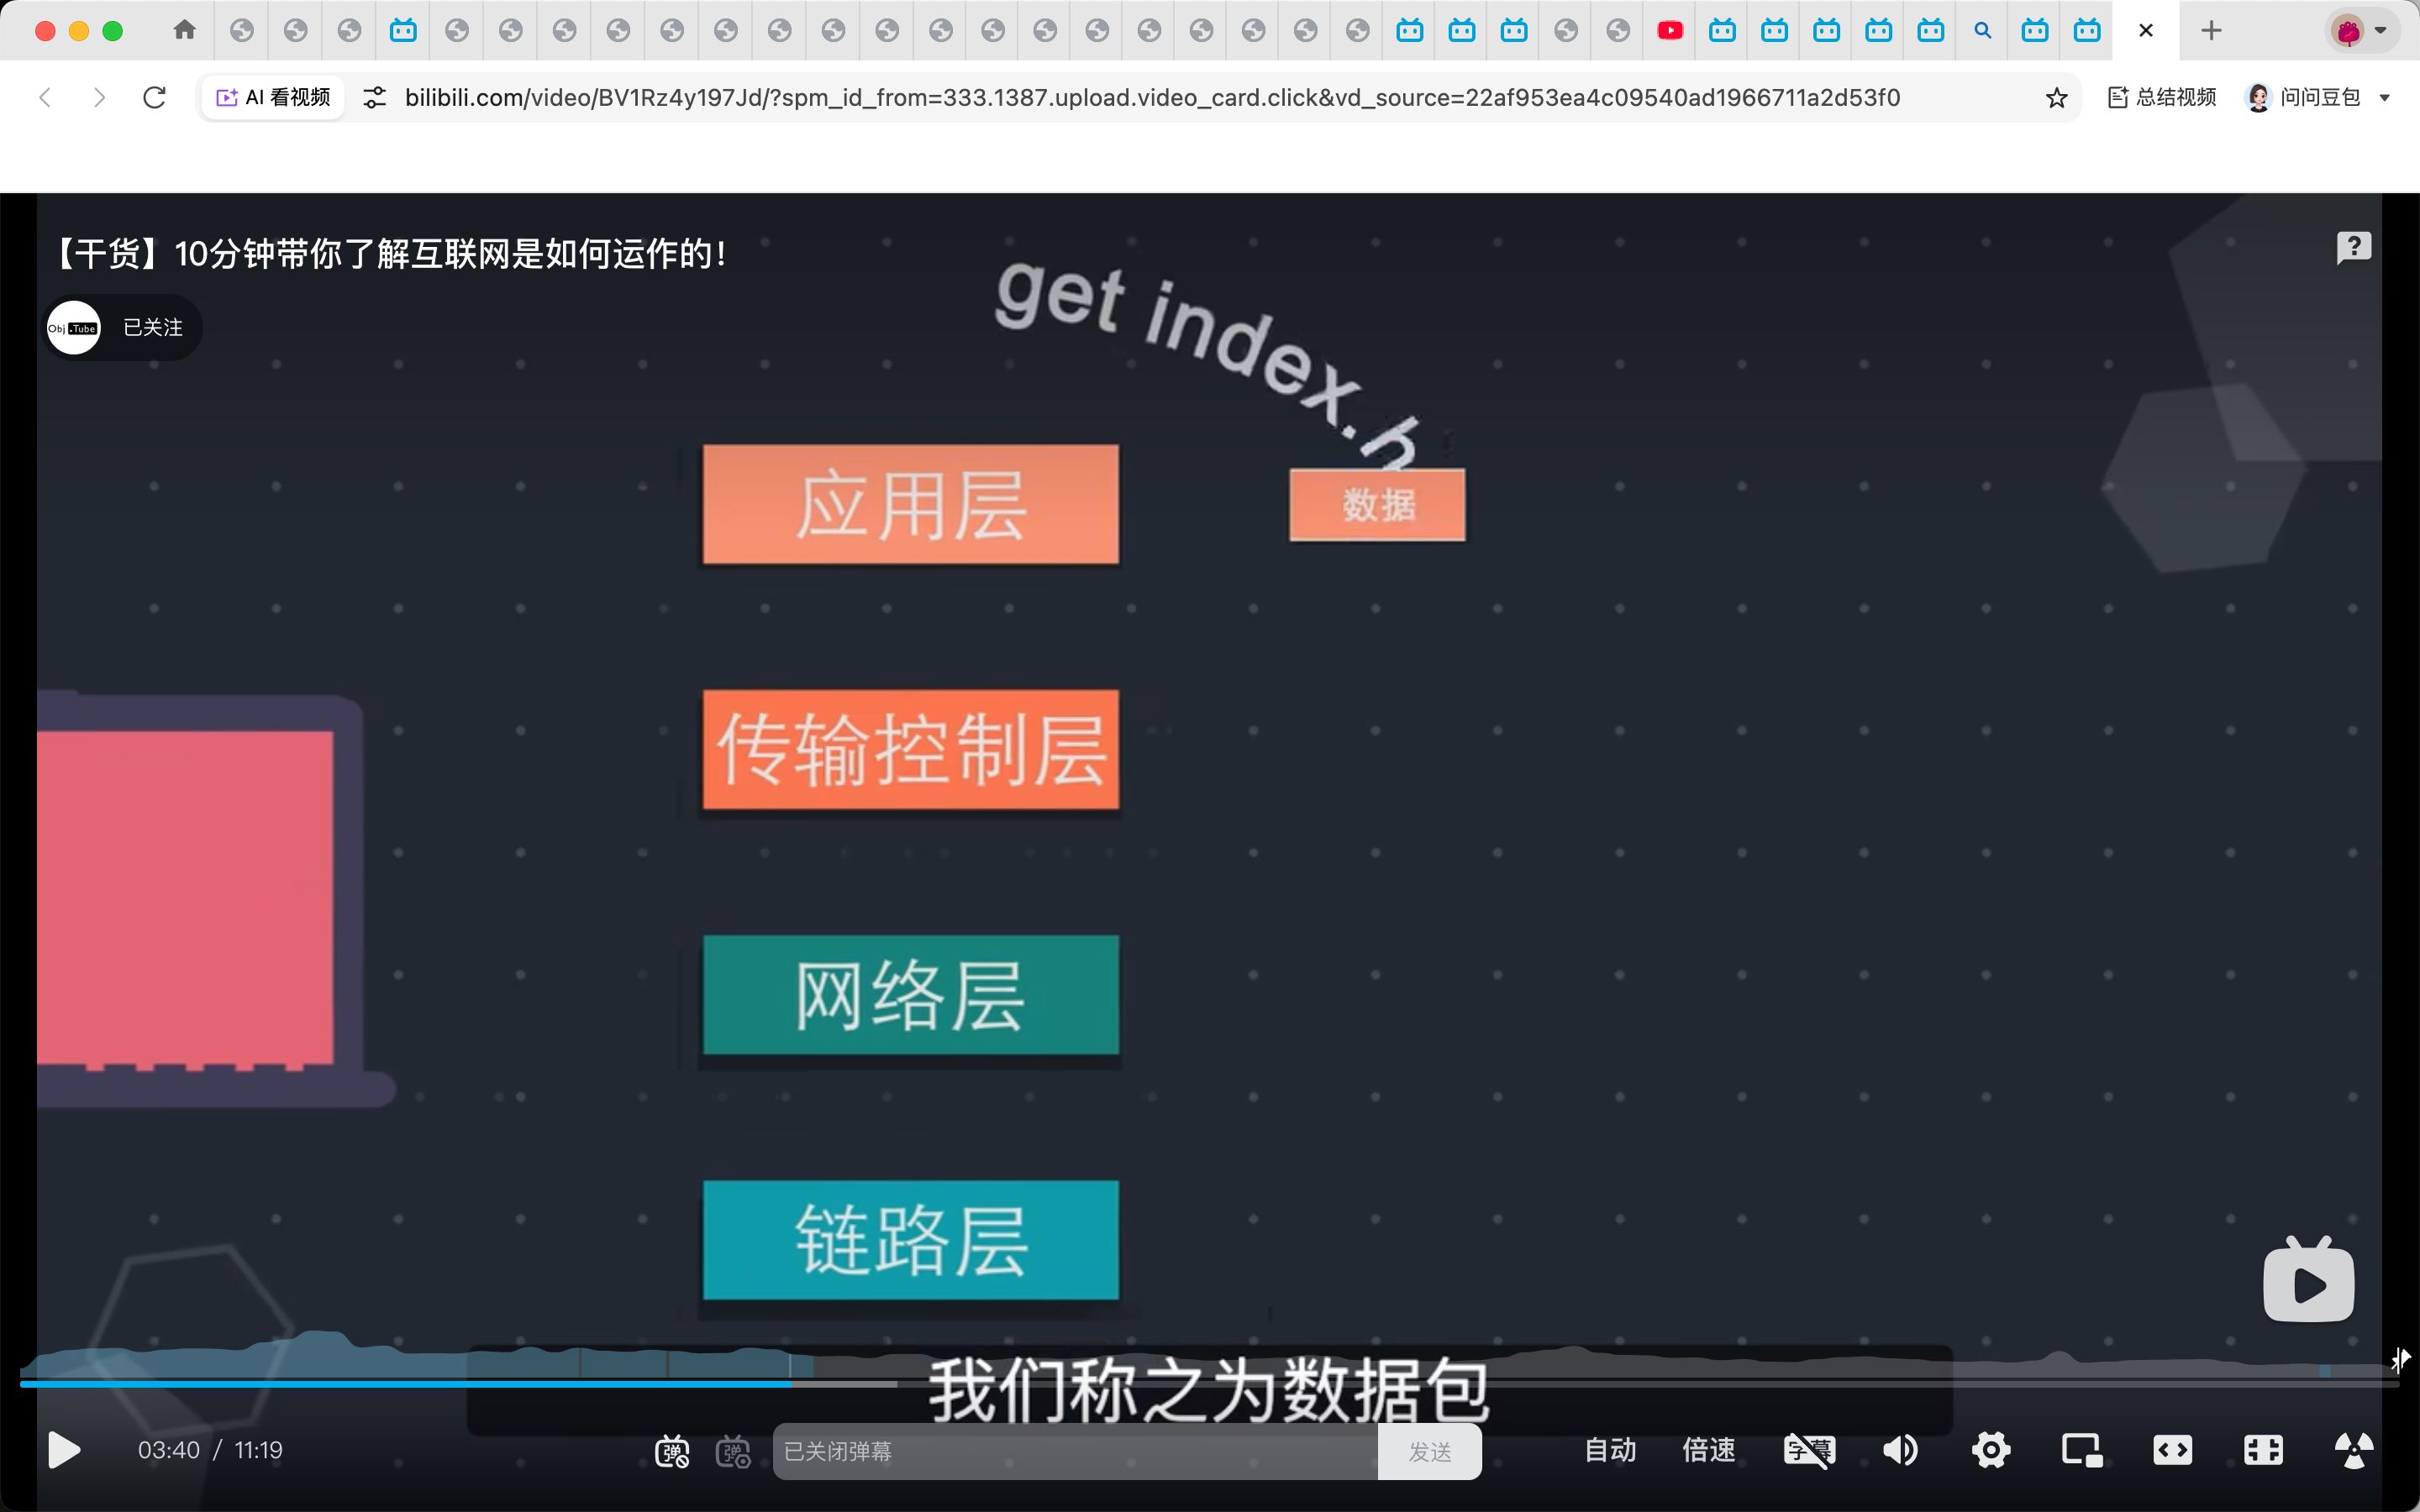 AI 看视频
bilibili.com/video/BV1Rz4y197Jd/?spm_id_from=333.1387.upload.video_card.click&vd_source=22af953ea4c09540ad1966711a2d53f0
总结视频
问问豆包
【干货】10分钟带你了解互联网是如何运作的！
Obj.Tube
已关注
get index.h
应用层
数据
传输控制层
网络层
链路层
我们称之为数据包
03:40 / 11:19
弹
弹
已关闭弹幕
发送
自动
倍速
字幕